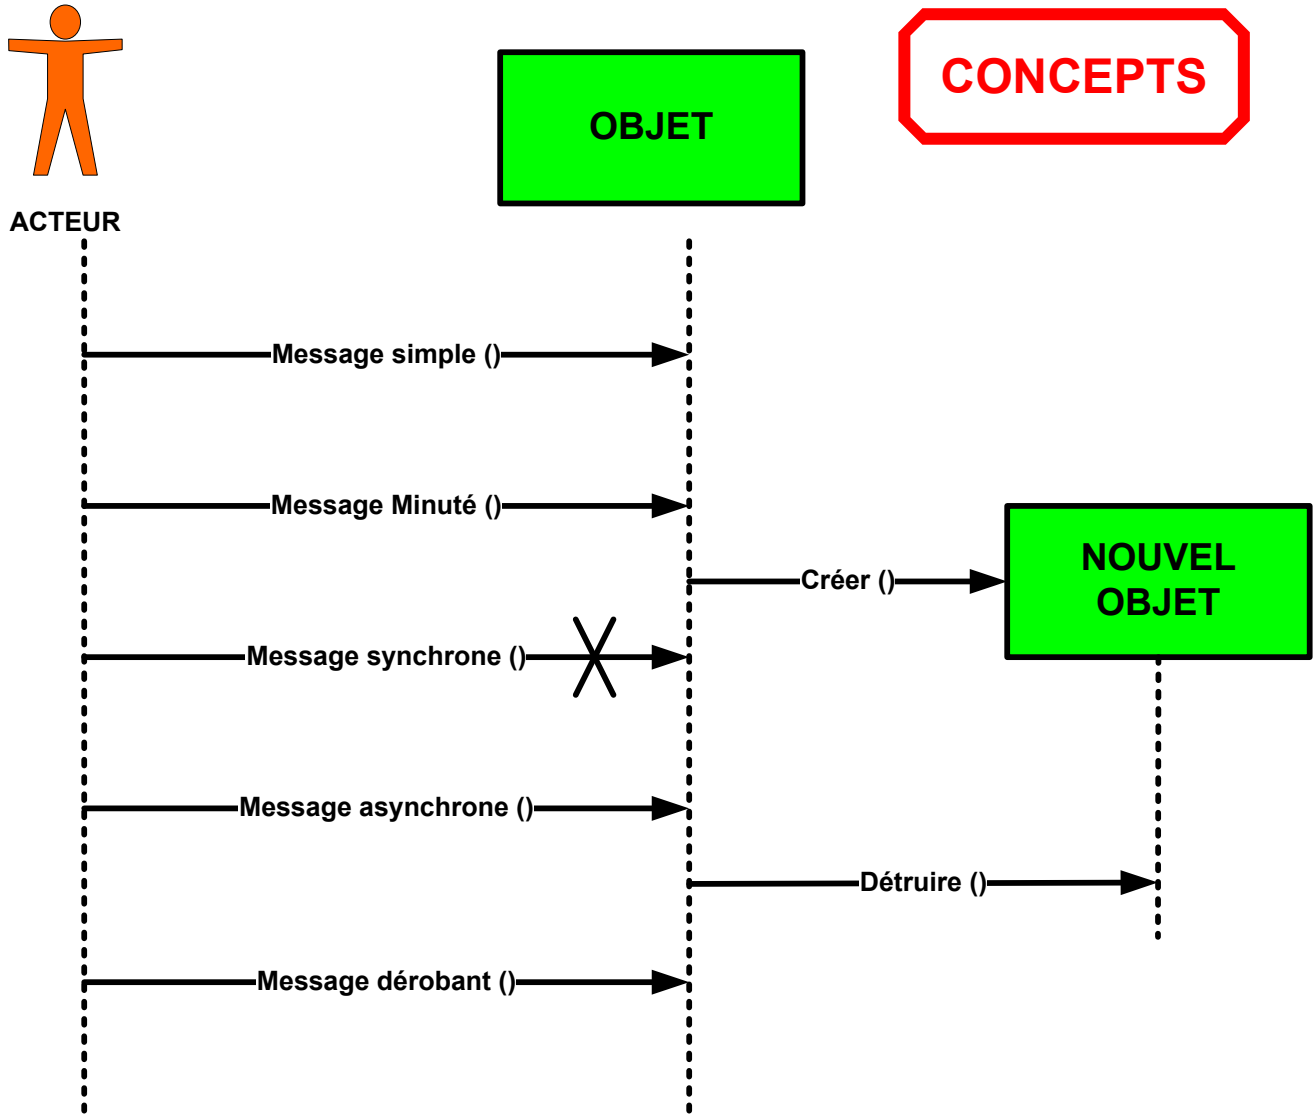 CONCEPTS
OBJET
ACTEUR
Message simple ()
Message Minuté ()
NOUVEL
OBJET
Créer ()
Message synchrone ()
Message asynchrone ()
Détruire ()
Message dérobant ()